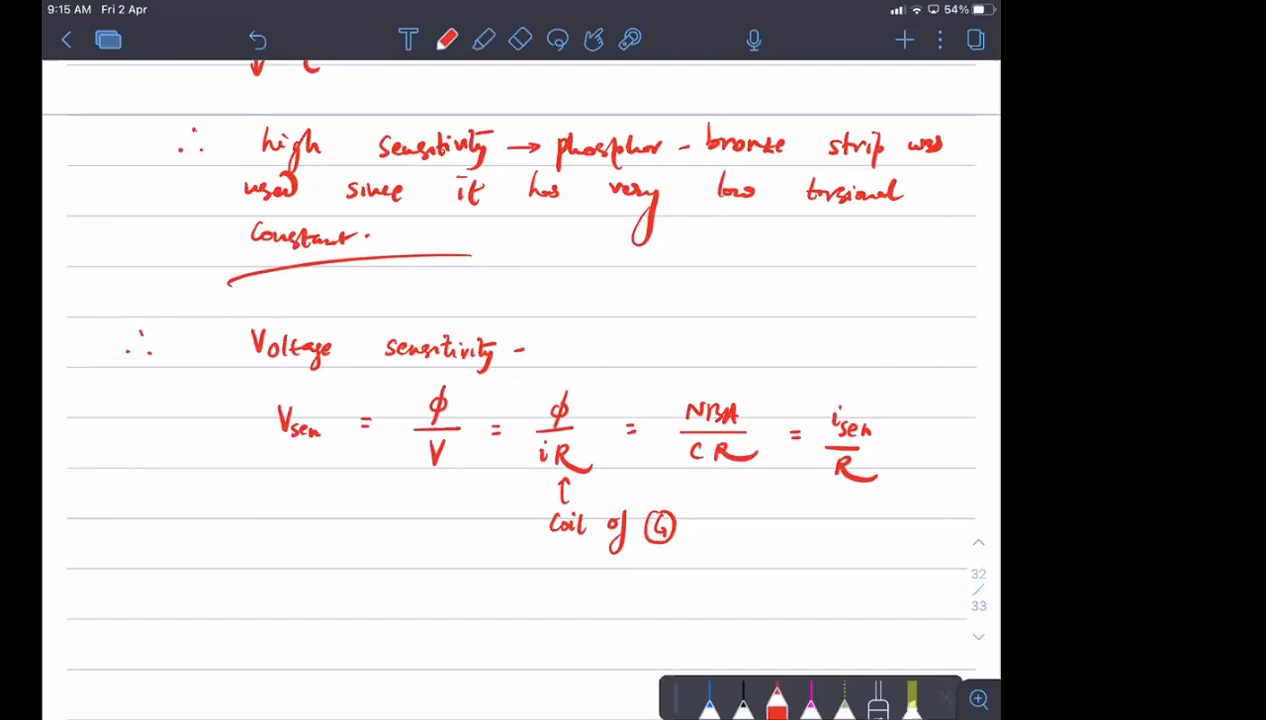 9:15 AM Fri 2 Apr
54%
∴ high sensitivity → phosphor - bronze strip was
used since it has very low torsional
constant.
∴ Voltage sensitivity -
Vsen = ϕ/V = ϕ/iR = NBA/CR = isen/R
↑
Coil of G
32
/
33